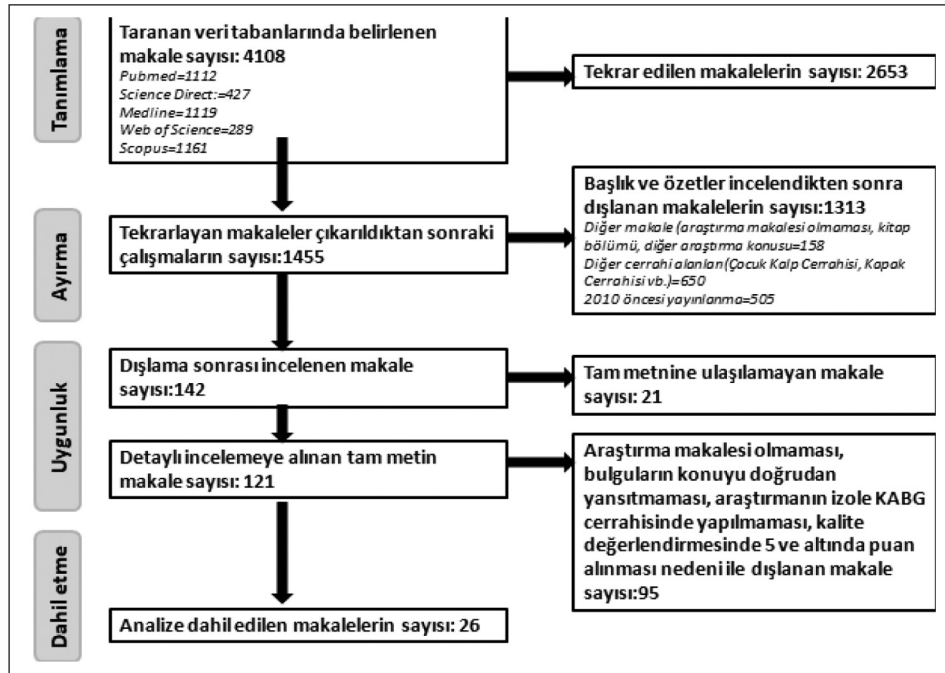 Tanımlama
Taranan veri tabanlarında belirlenen
makale sayısı: 4108
Pubmed=1112
Science Direct:=427
Medline=1119
Web of Science=289
Scopus=1161
Tekrar edilen makalelerin sayısı: 2653
Ayırma
Tekrarlayan makaleler çıkarıldıktan sonraki
çalışmaların sayısı:1455
Başlık ve özetler incelendikten sonra
dışlanan makalelerin sayısı:1313
Diğer makale (araştırma makalesi olmaması, kitap
bölümü, diğer araştırma konusu=158
Diğer cerrahi alanları(Çocuk Kalp Cerrahisi, Kapak
Cerrahisi vb.)=650
2010 öncesi yayınlanma=505
Uygunluk
Dışlama sonrası incelenen makale
sayısı:142
Tam metnine ulaşılamayan makale
sayısı: 21
Detaylı incelemeye alınan tam metin
makale sayısı: 121
Araştırma makalesi olmaması,
bulguların konuyu doğrudan
yansıtmaması, araştırmanın izole KABG
cerrahisinde yapılmaması, kalite
değerlendirmesinde 5 ve altında puan
alınması nedeni ile dışlanan makale
sayısı:95
Dahil etme
Analize dahil edilen makalelerin sayısı: 26